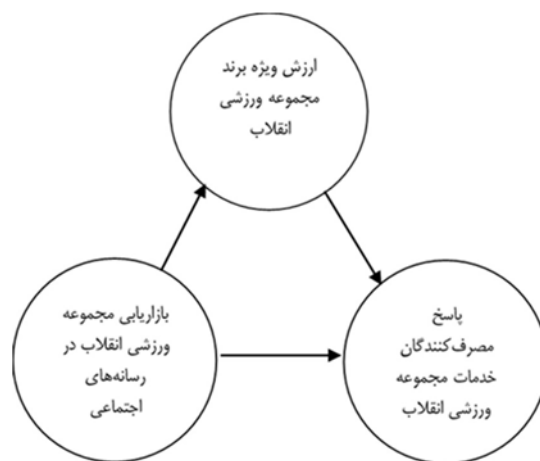 ارزش ویژه برند
مجموعه ورزشی
انقلاب
پاسخ
مصرف‌کنندگان
خدمات مجموعه
ورزشی انقلاب
بازاریابی مجموعه
ورزشی انقلاب در
رسانه‌های
اجتماعی